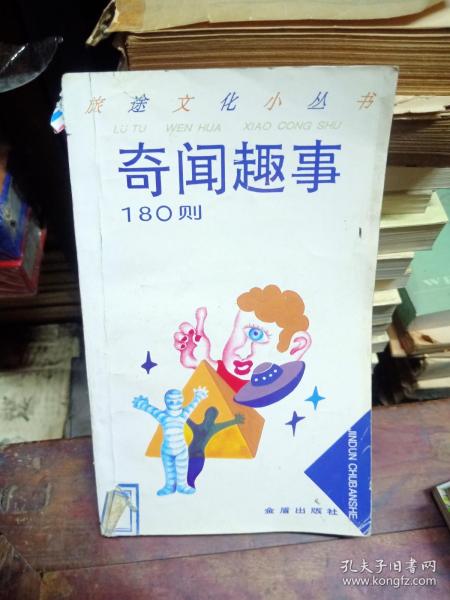 旅途文化小丛书
LÜ TU WEN HUA XIAO CONG SHU
奇闻趣事
180则
JINDUN CHUBANSHE
金盾出版社
孔夫子旧书网
www.kongfz.com